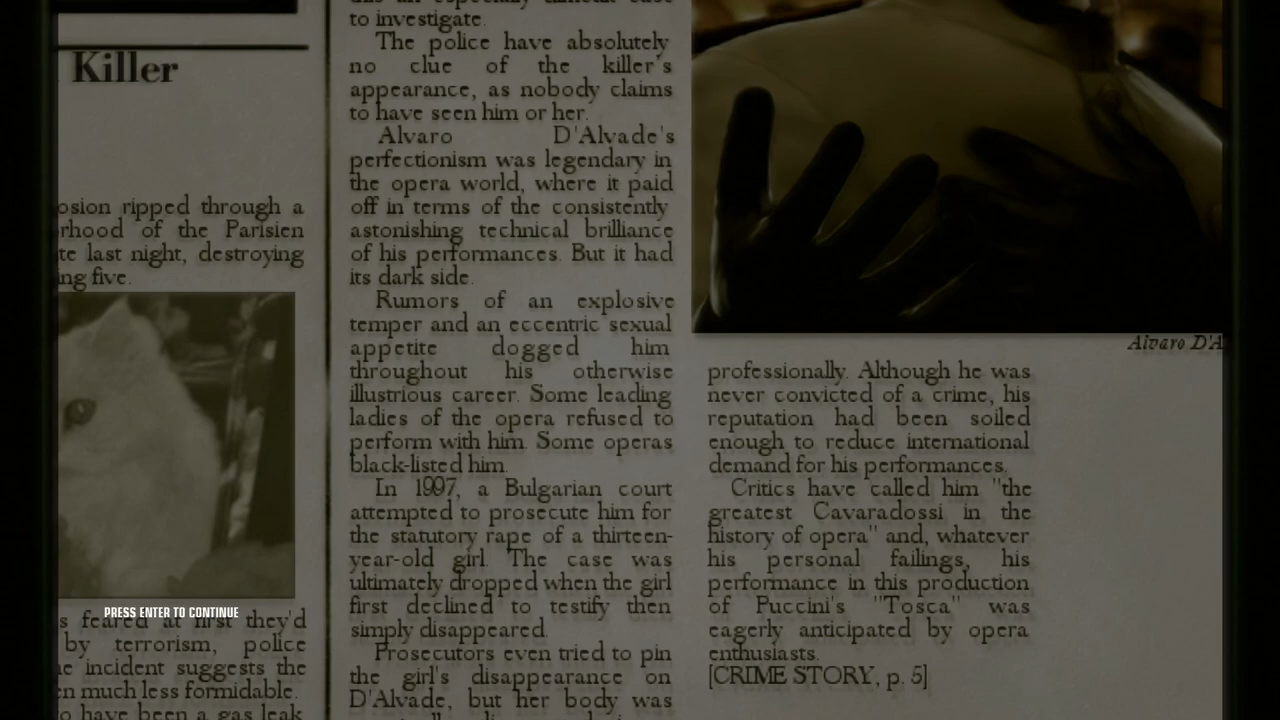 Killer
osion ripped through a
rhood of the Parisien
te last night, destroying
ing five.
PRESS ENTER TO CONTINUE
s feared at first they'd
by terrorism, police
e incident suggests the
en much less formidable.
o have been a gas leak
this an especially difficult case
to investigate.
The police have absolutely
no clue of the killer's
appearance, as nobody claims
to have seen him or her.
Alvaro D'Alvade's
perfectionism was legendary in
the opera world, where it paid
off in terms of the consistently
astonishing technical brilliance
of his performances. But it had
its dark side.
Rumors of an explosive
temper and an eccentric sexual
appetite dogged him
throughout his otherwise
illustrious career. Some leading
ladies of the opera refused to
perform with him. Some operas
black-listed him.
In 1997, a Bulgarian court
attempted to prosecute him for
the statutory rape of a thirteen-
year-old girl. The case was
ultimately dropped when the girl
first declined to testify then
simply disappeared.
Prosecutors even tried to pin
the girl's disappearance on
D'Alvade, but her body was
Alvaro D'A
professionally. Although he was
never convicted of a crime, his
reputation had been soiled
enough to reduce international
demand for his performances.
Critics have called him "the
greatest Cavaradossi in the
history of opera" and, whatever
his personal failings, his
performance in this production
of Puccini's "Tosca" was
eagerly anticipated by opera
enthusiasts.
[CRIME STORY, p. 5]